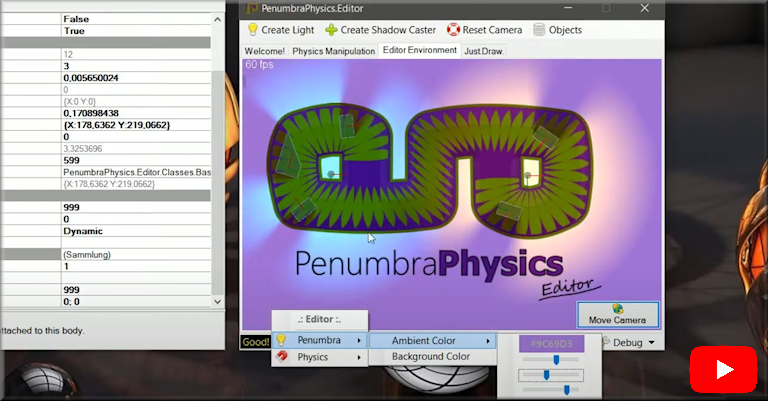 False
True
12
3
0,005650024
0
{X:0 Y:0}
0,170898438
{X:178,6362 Y:219,0662}
0
3.3253696
599
PenumbraPhysics.Editor.Classes.Bas
{X:178,6362 Y:219,0662}
999
0
Dynamic
(Sammlung)
1
999
0; 0
attached to this body.
PenumbraPhysics.Editor
Create Light Create Shadow Caster Reset Camera Objects
Welcome! Physics Manipulation Editor Environment Just Draw.
60 fps
PenumbraPhysics
Editor
Move Camera
.: Editor :.
Good! Penumbra Ambient Color #9C69D3 Debug
Physics Background Color